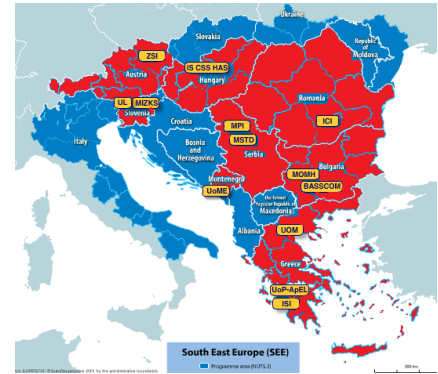 Ukraine
Slovakia
Republic of
Moldova
ZSI
IS CSS HAS
Austria
Hungary
UL
MIZKS
Slovenia
Romania
ICI
Croatia
MPI
MSTD
Italy
Bosnia
and
Herzegovina
Serbia
Bulgaria
MOMH
BASSCOM
Montenegro
UoME
Macedonia
Albania
UOM
Greece
UoP-ApEL
ISI
South East Europe (SEE)
Programme area (NUTS 2)